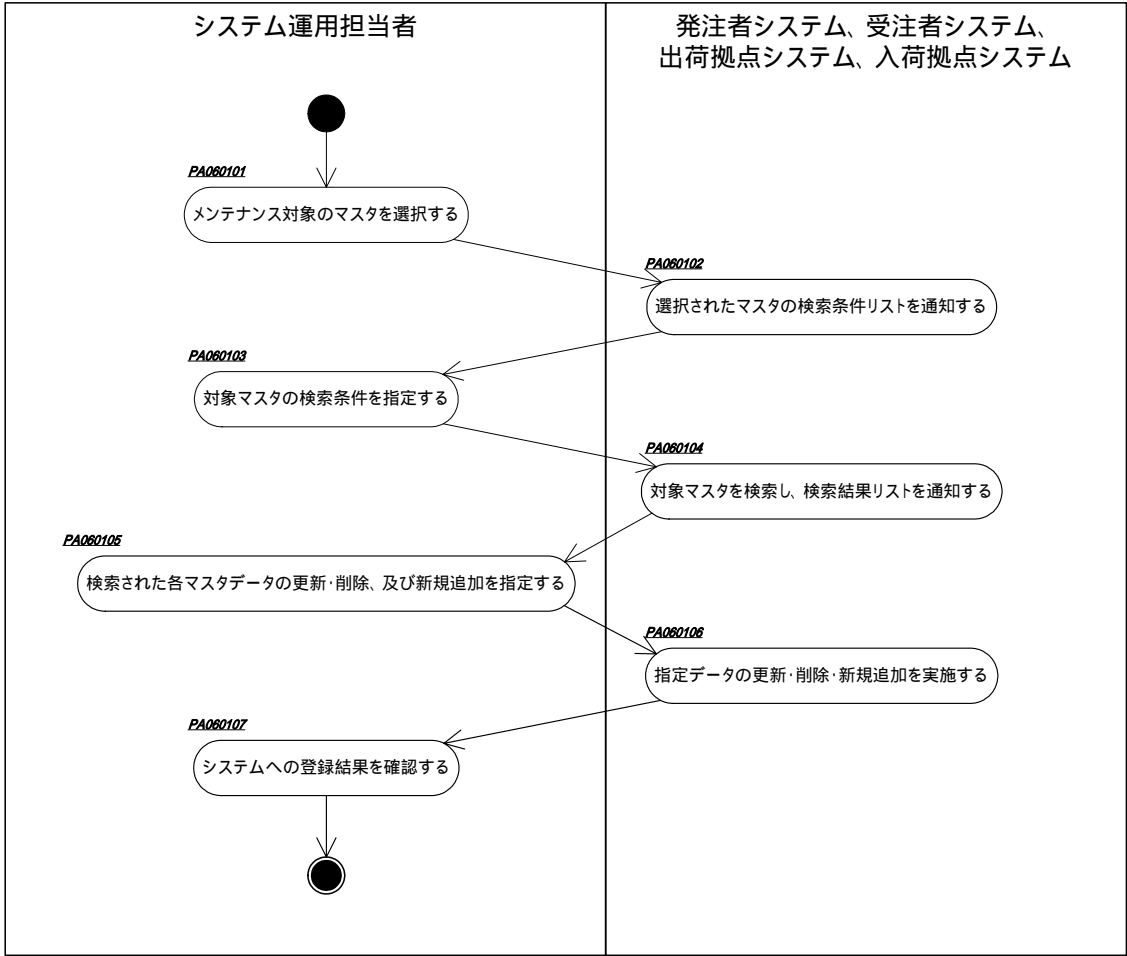 システム運用担当者
発注者システム、受注者システム、
出荷拠点システム、入荷拠点システム
PA060101
メンテナンス対象のマスタを選択する
PA060102
選択されたマスタの検索条件リストを通知する
PA060103
対象マスタの検索条件を指定する
PA060104
対象マスタを検索し、検索結果リストを通知する
PA060105
検索された各マスタデータの更新・削除、及び新規追加を指定する
PA060106
指定データの更新・削除・新規追加を実施する
PA060107
システムへの登録結果を確認する